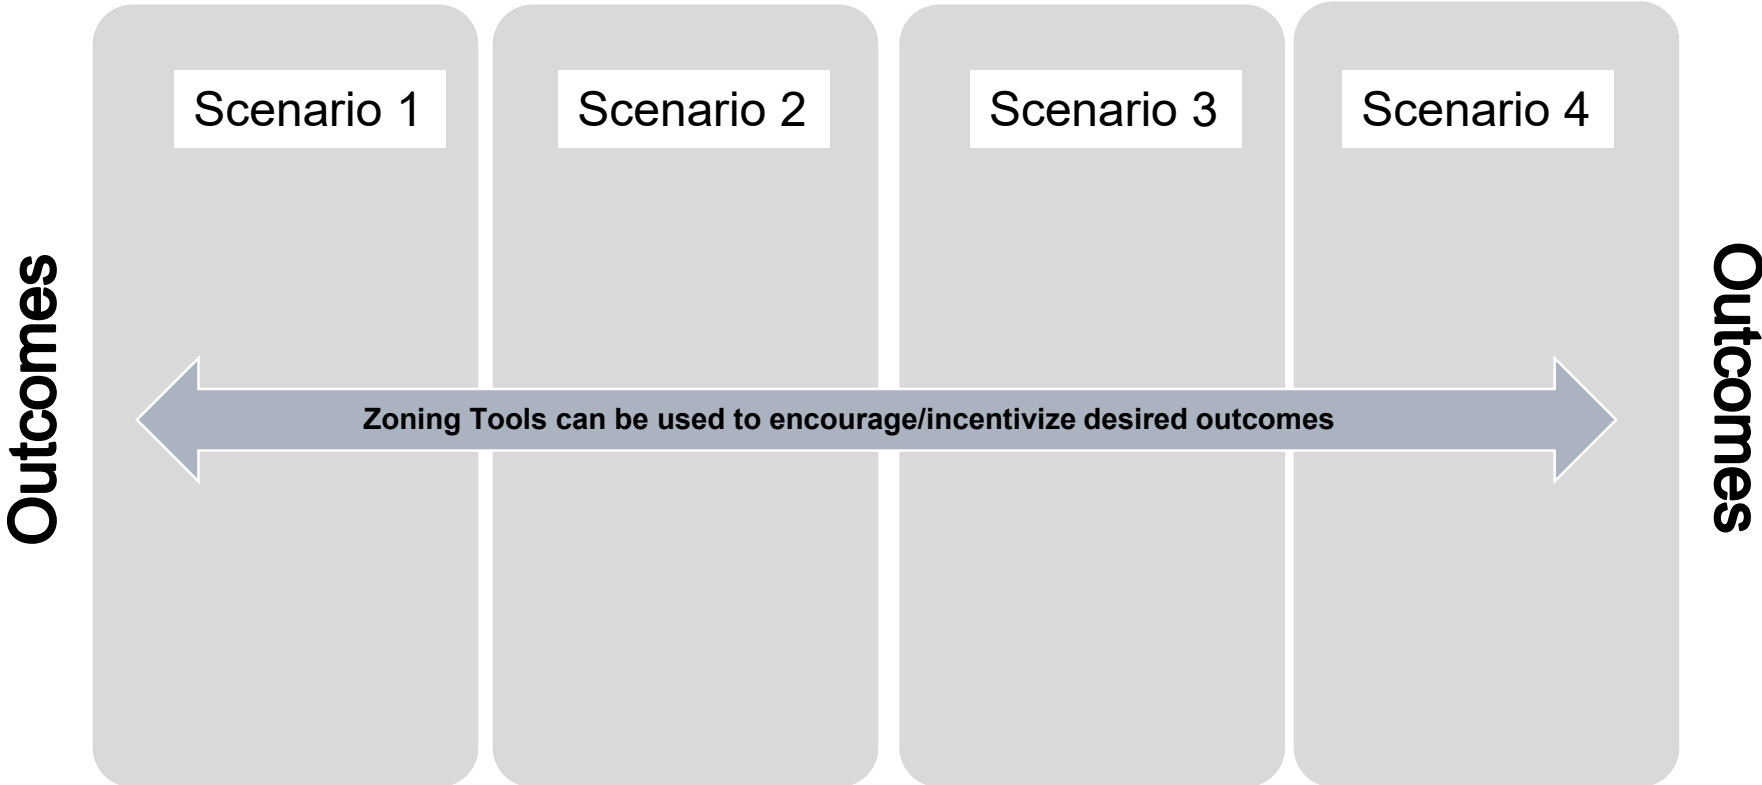 Scenario 1
Scenario 2
Scenario 3
Scenario 4
Outcomes
Zoning Tools can be used to encourage/incentivize desired outcomes
Outcomes